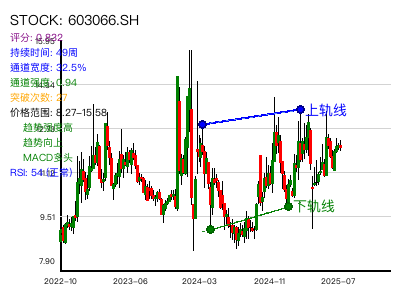 STOCK: 603066.SH
评分: 0.832
持续时间: 49周
通道宽度: 32.5%
通道强度: 0.94
突破次数: 27
价格范围: 8.27-15.58
趋势向上
MACD多头
RSI: 54 (正常)
上轨线
下轨线
9.51
7.90
2022-10
2023-06
2024-03
2024-11
2025-07